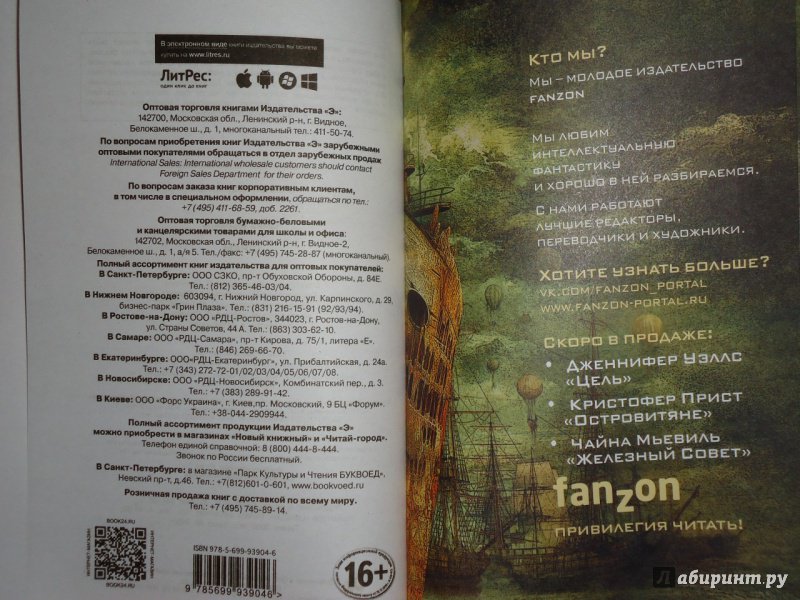 В электронном виде книги издательства вы можете
купить на www.litres.ru
ЛитРес:
один клик до книг
Оптовая торговля книгами Издательства «Э»:
142700, Московская обл., Ленинский р-н, г. Видное,
Белокаменное ш., д. 1, многоканальный тел.: 411-50-74.
По вопросам приобретения книг Издательства «Э» зарубежными
оптовыми покупателями обращаться в отдел зарубежных продаж
International Sales: International wholesale customers should contact
Foreign Sales Department for their orders.
По вопросам заказа книг корпоративным клиентам,
в том числе в специальном оформлении, обращаться по тел.:
+7 (495) 411-68-59, доб. 2261.
Оптовая торговля бумажно-беловыми
и канцелярскими товарами для школы и офиса:
142702, Московская обл., Ленинский р-н, г. Видное-2,
Белокаменное ш., д. 1, а/я 5. Тел./факс: +7 (495) 745-28-87 (многоканальный).
Полный ассортимент книг издательства для оптовых покупателей:
В Санкт-Петербурге: ООО СЗКО, пр-т Обуховской Обороны, д. 84Е.
Тел.: (812) 365-46-03/04.
В Нижнем Новгороде: 603094, г. Нижний Новгород, ул. Карпинского, д. 29,
бизнес-парк «Грин Плаза». Тел.: (831) 216-15-91 (92/93/94).
В Ростове-на-Дону: ООО «РДЦ-Ростов», 344023, г. Ростов-на-Дону,
ул. Страны Советов, 44 А. Тел.: (863) 303-62-10.
В Самаре: ООО «РДЦ-Самара», пр-т Кирова, д. 75/1, литера «Е».
Тел.: (846) 269-66-70.
В Екатеринбурге: ООО«РДЦ-Екатеринбург», ул. Прибалтийская, д. 24а.
Тел.: +7 (343) 272-72-01/02/03/04/05/06/07/08.
В Новосибирске: ООО «РДЦ-Новосибирск», Комбинатский пер., д. 3.
Тел.: +7 (383) 289-91-42.
В Киеве: ООО «Форс Украина», г. Киев,пр. Московский, 9 БЦ «Форум».
Тел.: +38-044-2909944.
Полный ассортимент продукции Издательства «Э»
можно приобрести в магазинах «Новый книжный» и «Читай-город».
Телефон единой справочной: 8 (800) 444-8-444.
Звонок по России бесплатный.
В Санкт-Петербурге: в магазине «Парк Культуры и Чтения БУКВОЕД»,
Невский пр-т, д.46. Тел.: +7(812)601-0-601, www.bookvoed.ru
Розничная продажа книг с доставкой по всему миру.
Тел.: +7 (495) 745-89-14.
BOOK24.RU
ИНТЕРНЕТ-МАГАЗИН
ИНТЕРНЕТ-МАГАЗИН
BOOK24.RU
ISBN 978-5-699-93904-6
9 785699 939046 >
16+
Кто мы?
Мы – молодое издательство
fanzon
Мы любим
интеллектуальную
фантастику
и хорошо в ней разбираемся.
С нами работают
лучшие редакторы,
переводчики и художники.
Хотите узнать больше?
vk.com/fanzon_portal
www.fanzon-portal.ru
Скоро в продаже:
• Дженнифер Уэллс
«Цель»
• Кристофер Прист
«Островитяне»
• Чайна Мьевиль
«Железный Совет»
fanzon
привилегия читать!
Лабиринт.ру